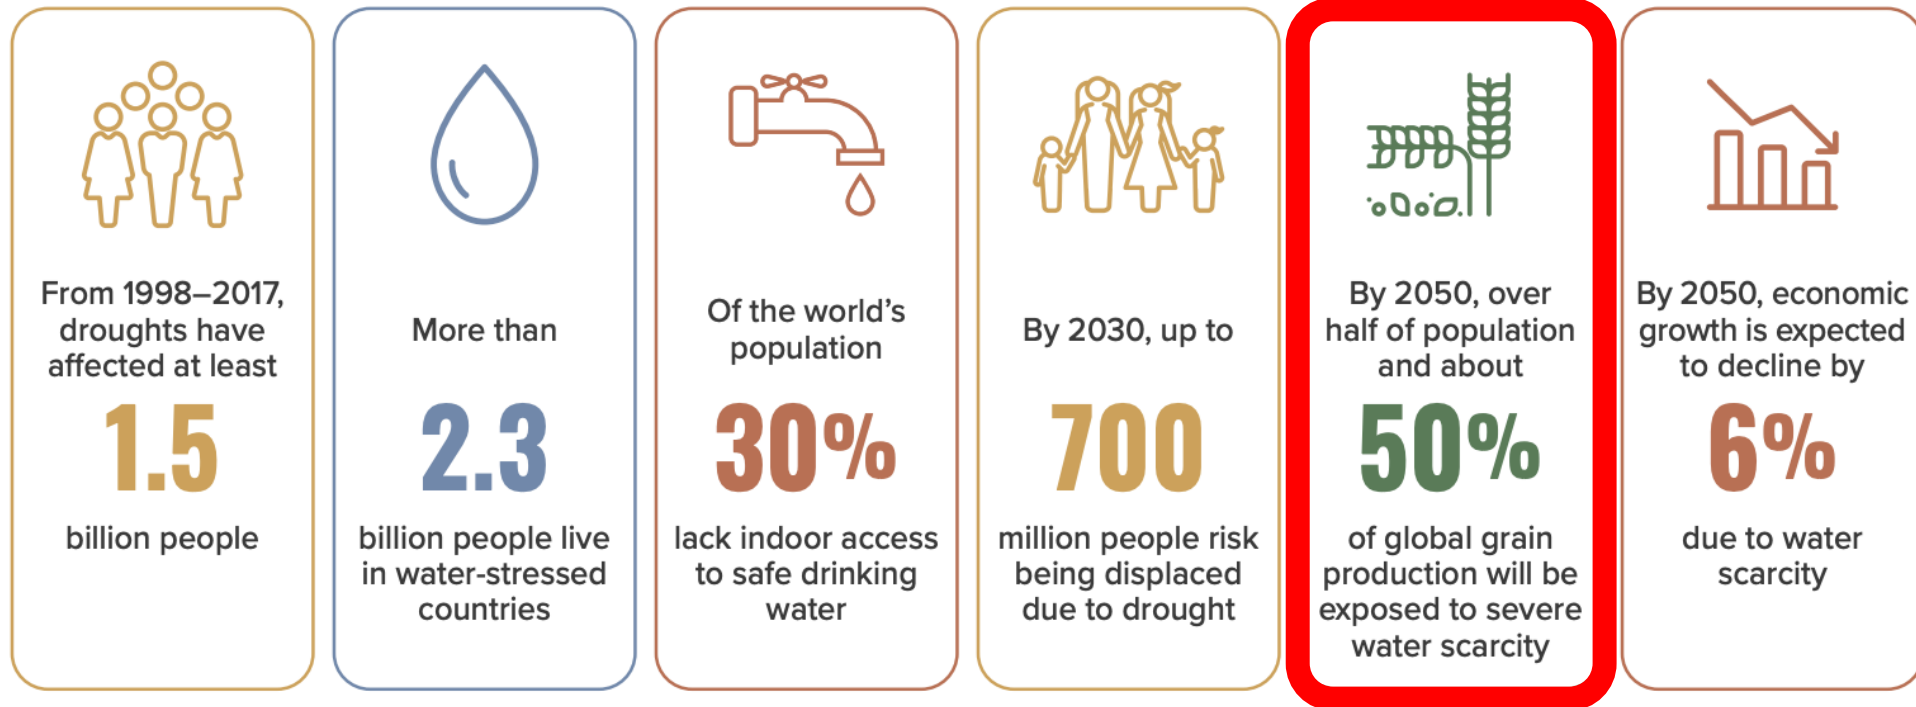 From 1998–2017,
droughts have
affected at least
1.5
billion people
More than
2.3
billion people live
in water-stressed
countries
Of the world's
population
30%
lack indoor access
to safe drinking
water
By 2030, up to
700
million people risk
being displaced
due to drought
By 2050, over
half of population
and about
50%
of global grain
production will be
exposed to severe
water scarcity
By 2050, economic
growth is expected
to decline by
6%
due to water
scarcity